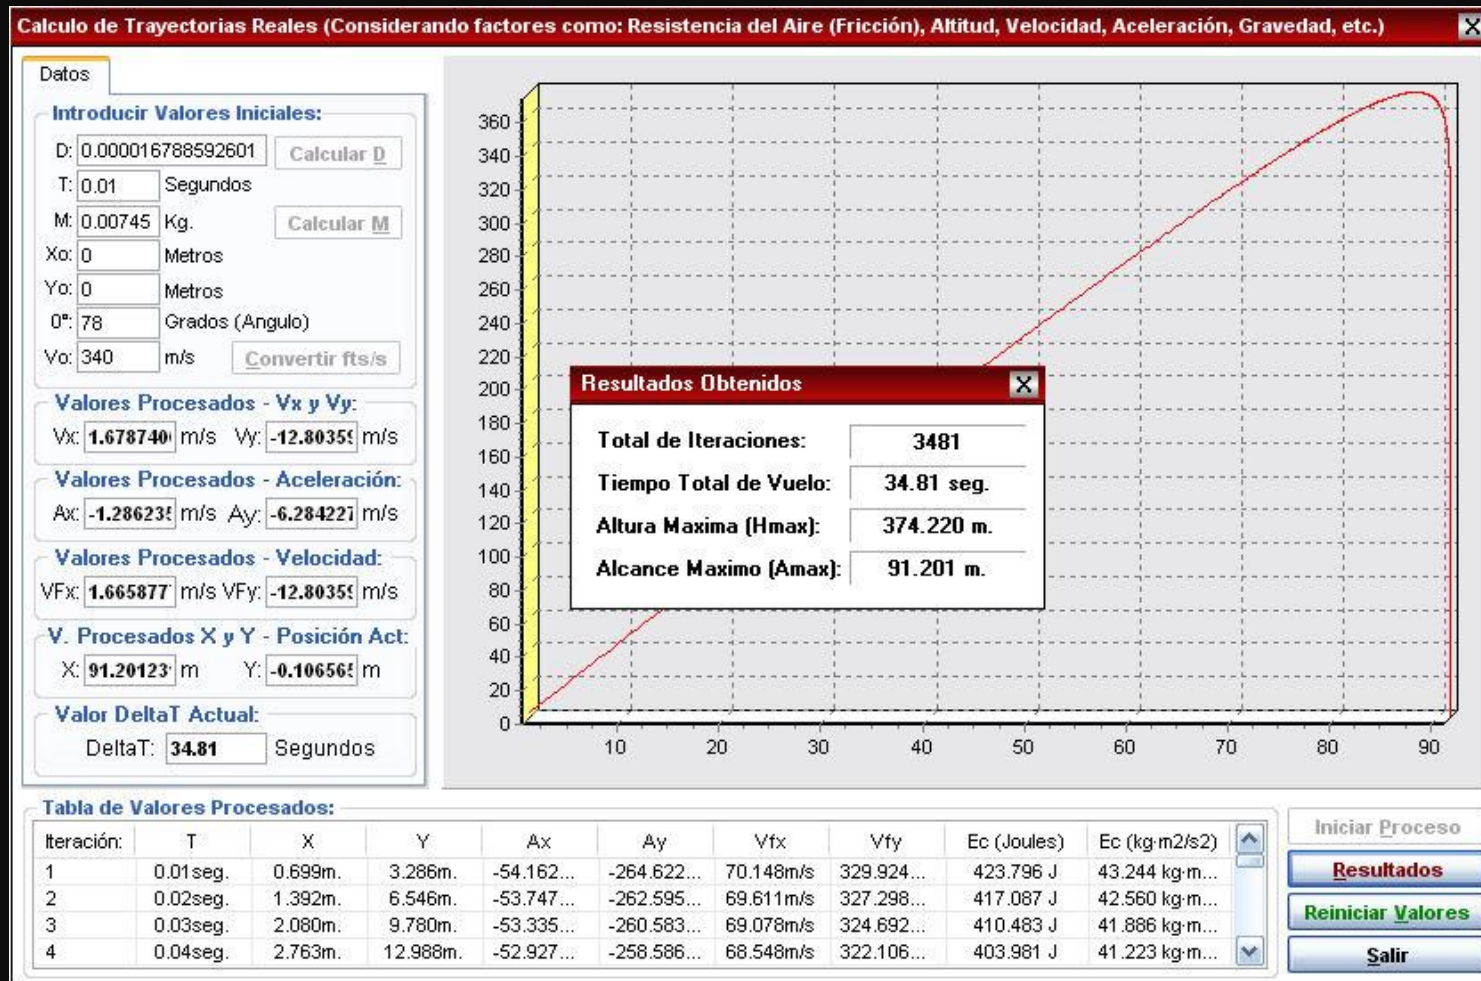 Calculo de Trayectorias Reales (Considerando factores como: Resistencia del Aire (Fricción), Altitud, Velocidad, Aceleración, Gravedad, etc.)
Datos
Introducir Valores Iniciales:
D: 0.000016788592601 Calcular D
T: 0.01 Segundos
M: 0.00745 Kg. Calcular M
Xo: 0 Metros
Yo: 0 Metros
0°: 78 Grados (Angulo)
Vo: 340 m/s Convertir fts/s
Valores Procesados - Vx y Vy:
Vx: 1.678740 m/s Vy: -12.8035 m/s
Valores Procesados - Aceleración:
Ax: -1.28623 m/s Ay: -6.284227 m/s
Valores Procesados - Velocidad:
VFx: 1.665877 m/s VFy: -12.8035 m/s
V. Procesados X y Y - Posición Act:
X: 91.20123 m Y: -0.10656 m
Valor DeltaT Actual:
DeltaT: 34.81 Segundos
360
340
320
300
280
260
240
220
200
180
160
140
120
100
80
60
40
20
0
10 20 30 40 50 60 70 80 90
Resultados Obtenidos
Total de Iteraciones: 3481
Tiempo Total de Vuelo: 34.81 seg.
Altura Maxima (Hmax): 374.220 m.
Alcance Maximo (Amax): 91.201 m.
Tabla de Valores Procesados:
Iteración: T X Y Ax Ay Vfx Vfy Ec (Joules) Ec (kg·m2/s2)
1 0.01seg. 0.699m. 3.286m. -54.162... -264.622... 70.148m/s 329.924... 423.796 J 43.244 kg·m...
2 0.02seg. 1.392m. 6.546m. -53.747... -262.595... 69.611m/s 327.298... 417.087 J 42.560 kg·m...
3 0.03seg. 2.080m. 9.780m. -53.335... -260.583... 69.078m/s 324.692... 410.483 J 41.886 kg·m...
4 0.04seg. 2.763m. 12.988m. -52.927... -258.586... 68.548m/s 322.106... 403.981 J 41.223 kg·m...
Iniciar Proceso
Resultados
Reiniciar Valores
Salir